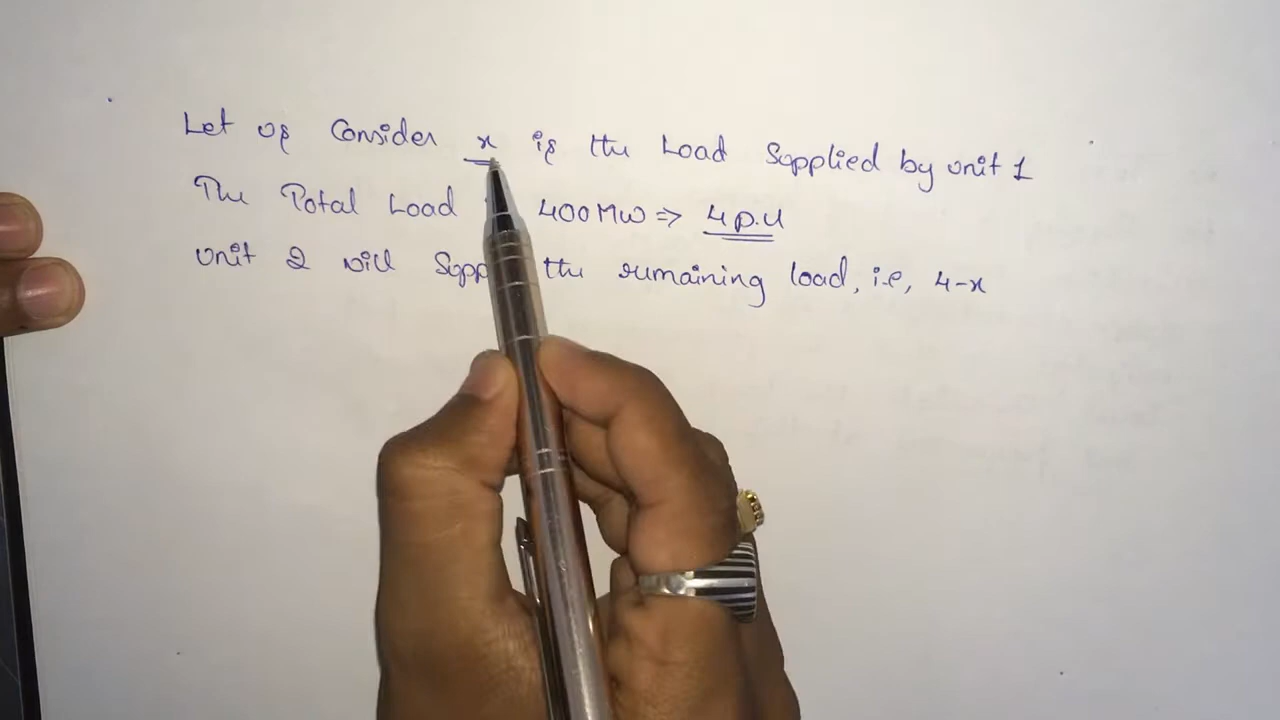 Let us Consider x is the Load Supplied by unit 1
The Total Load 400 MW ⇒ 4 p.u
Unit 2 will the remaining load, i.e, 4-x